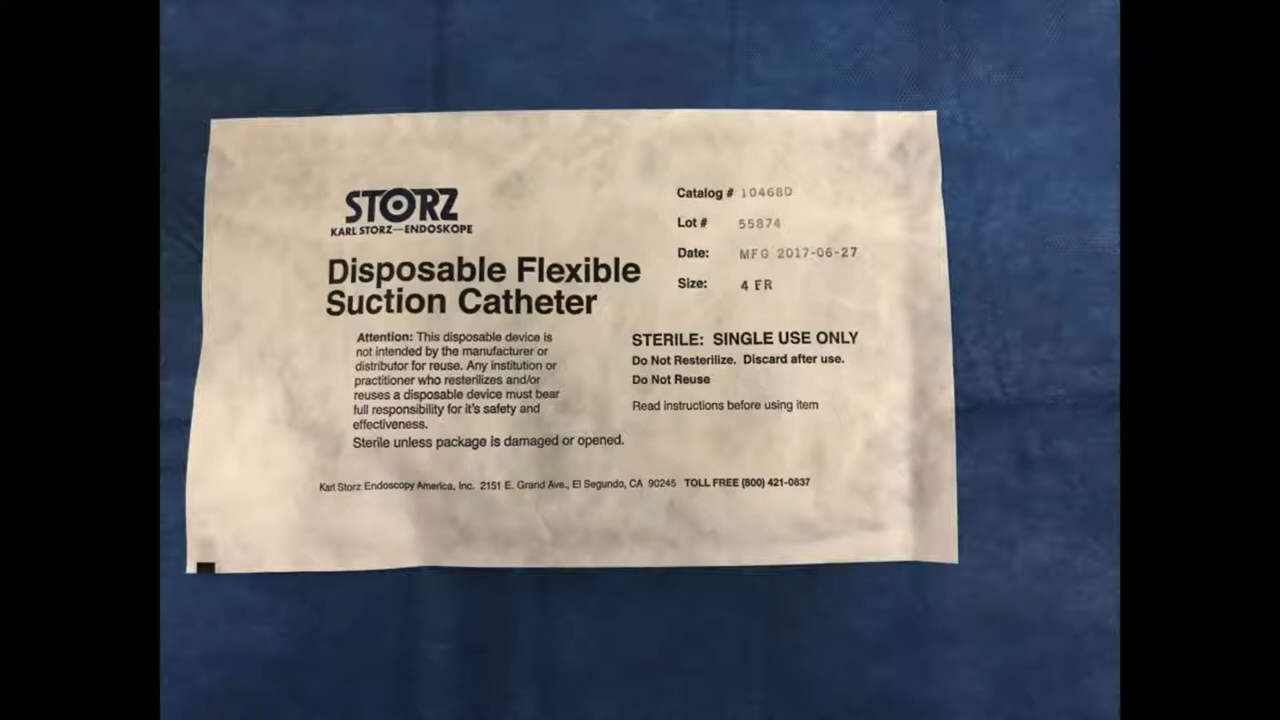 STORZ
KARL STORZ—ENDOSKOPE
Disposable Flexible
Suction Catheter
Catalog # 10468D
Lot # 55874
Date: MFG 2017-06-27
Size: 4 FR
Attention: This disposable device is
not intended by the manufacturer or
distributor for reuse. Any institution or
practitioner who resterilizes and/or
reuses a disposable device must bear
full responsibility for it's safety and
effectiveness.
Sterile unless package is damaged or opened.
STERILE: SINGLE USE ONLY
Do Not Resterilize. Discard after use.
Do Not Reuse
Read instructions before using item
Karl Storz Endoscopy America, Inc. 2151 E. Grand Ave., El Segundo, CA 90245 TOLL FREE (800) 421-0837